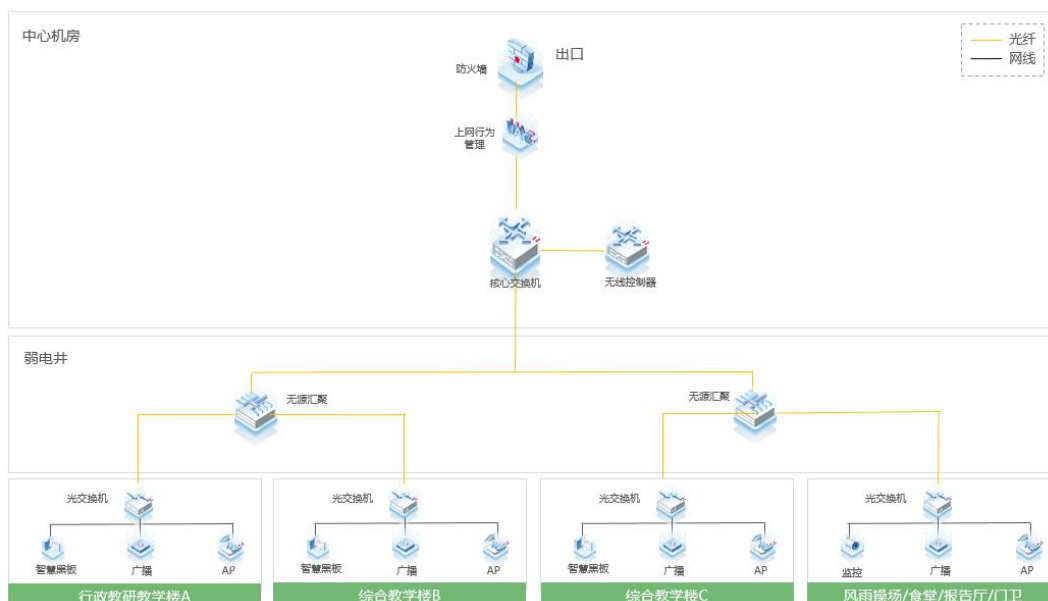 中心机房
光纤
网线
出口
防火墙
上网行为
管理
核心交换机
无线控制器
弱电井
无源汇聚
无源汇聚
光交换机
智慧黑板
广播
AP
行政教研教学楼A
光交换机
智慧黑板
广播
AP
综合教学楼B
光交换机
智慧黑板
广播
AP
综合教学楼C
光交换机
监控
广播
AP
风雨操场/食堂/报告厅/门卫